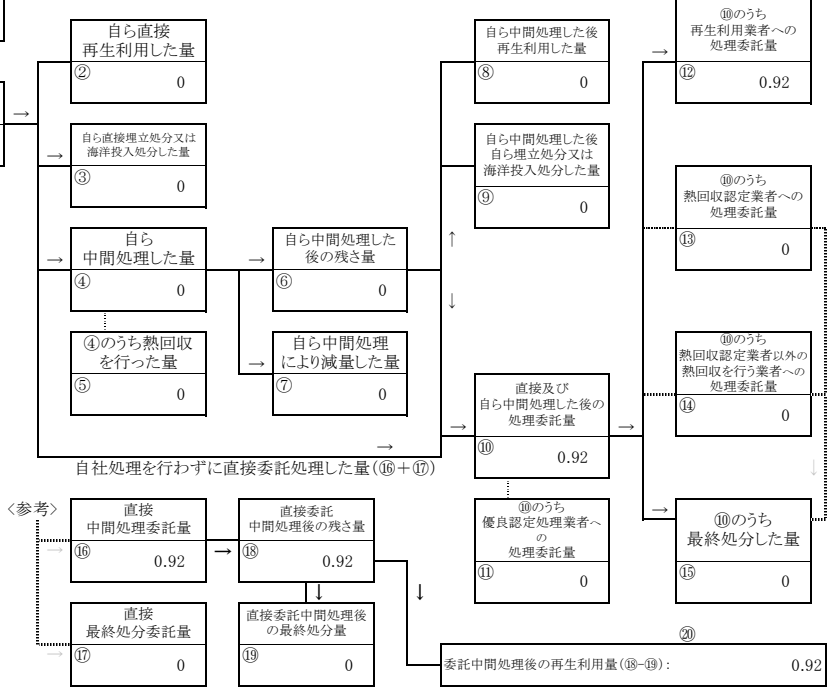 自ら直接
再生利用した量
②
0
自ら直接埋立処分又は
海洋投入処分した量
③
0
自ら
中間処理した量
④
0
④のうち熱回収
を行った量
⑤
0
自ら中間処理した
後の残さ量
⑥
0
自ら中間処理
により減量した量
⑦
0
自ら中間処理した後
再生利用した量
⑧
0
自ら中間処理した後
自ら埋立処分又は
海洋投入処分した量
⑨
0
直接及び
自ら中間処理した後の
処理委託量
⑩
0.92
⑩のうち
優良認定処理業者へ
の
処理委託量
⑪
0
⑩のうち
再生利用業者への
処理委託量
⑫
0.92
⑩のうち
熱回収認定業者への
処理委託量
⑬
0
⑩のうち
熱回収認定業者以外の
熱回収を行う業者への
処理委託量
⑭
0
⑩のうち
最終処分した量
⑮
0
自社処理を行わずに直接委託処理した量(⑯+⑰)
<参考>
直接
中間処理委託量
⑯
0.92
直接委託
中間処理後の残さ量
⑱
0.92
直接
最終処分委託量
⑰
0
直接委託中間処理後
の最終処分量
⑲
0
⑳
委託中間処理後の再生利用量(⑱-⑲):
0.92